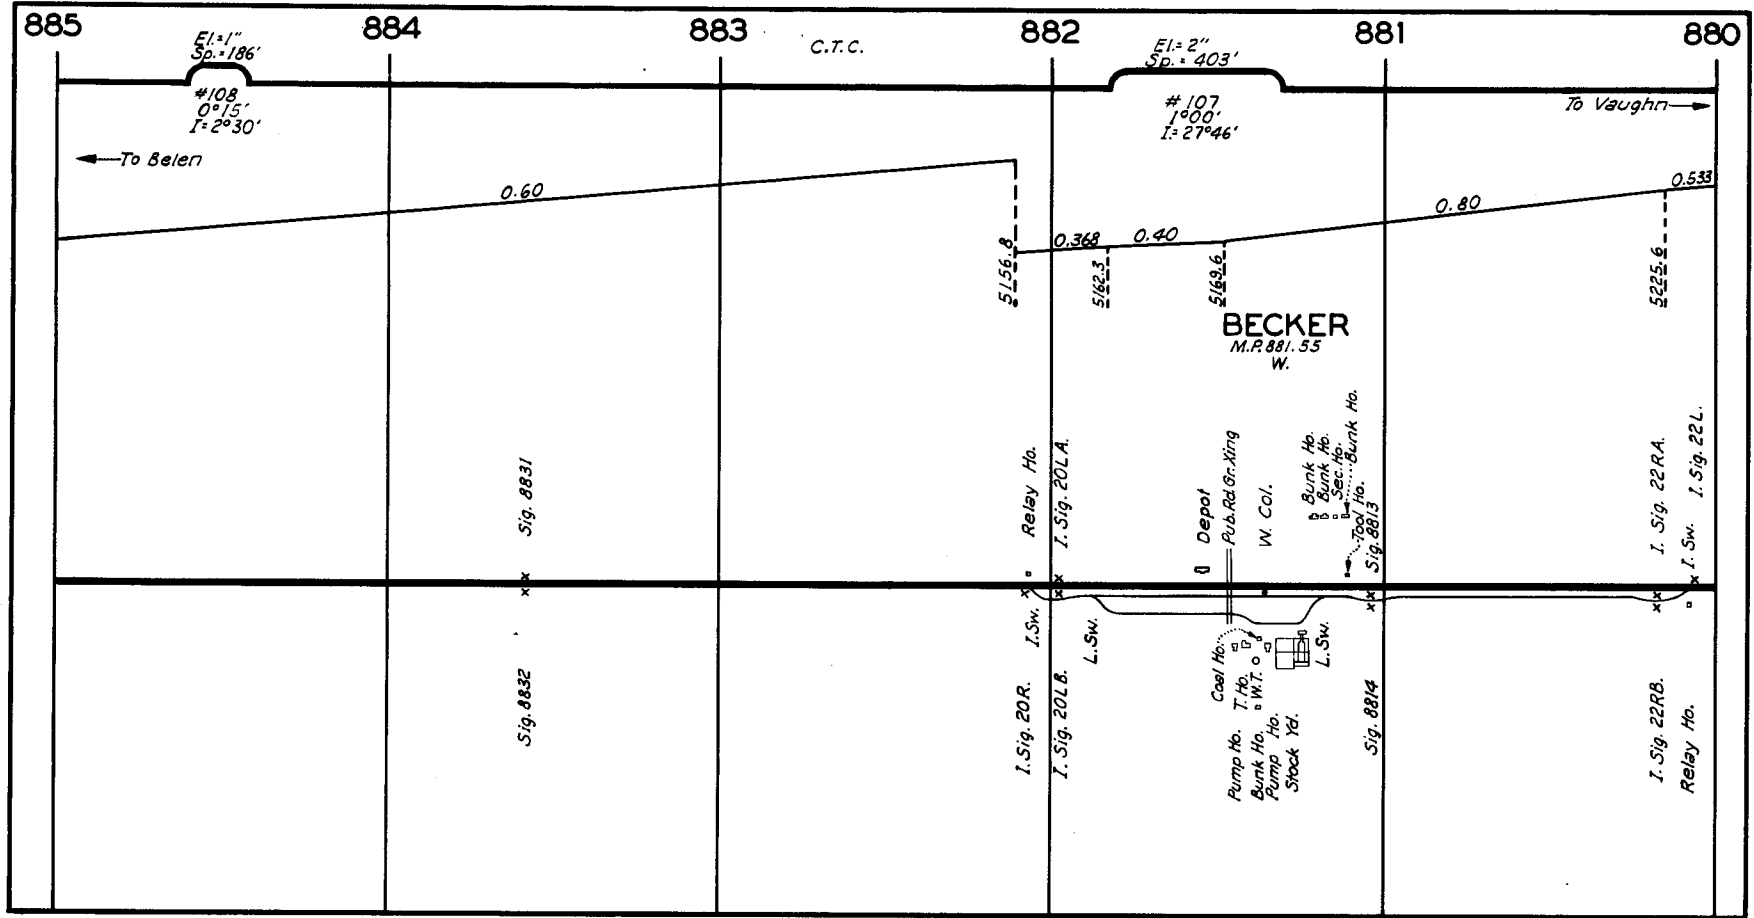 885
884
883
882
881
880
C.T.C.
El.=1"
Sp.=186'
El.= 2"
Sp.= 403'
#108
0°15'
I=2°30'
#107
1°00'
I=27°46'
To Vaughn
To Belen
0.60
0.368
0.40
0.80
0.533
5156.8
5162.3
5169.6
5225.6
BECKER
M.P. 881.55
W.
Sig. 8831
Relay Ho.
I. Sig. 20LA.
Depot
Pub. Rd Gr. Xing
W. Col.
Bunk Ho.
Bunk Ho.
Sec. Ho.
Bunk Ho.
Tool Ho.
Sig. 8813
I. Sig. 22RA.
I. Sw.
I. Sig. 22L.
Sig. 8832
I. Sw.
I. Sig. 20R.
I. Sig. 20LB.
L. Sw.
Coal Ho.
Pump Ho.
T. Ho.
Bunk Ho.
W.T.
Pump Ho.
Stock Yd.
L. Sw.
Sig. 8814
I. Sig. 22RB.
Relay Ho.